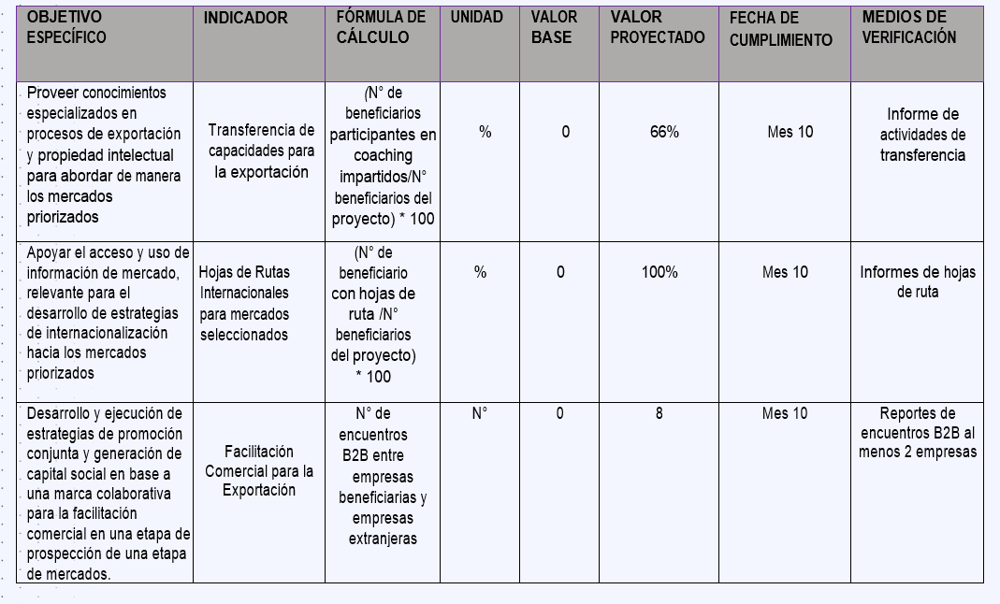 OBJETIVO
ESPECÍFICO
INDICADOR
FÓRMULA DE
CÁLCULO
UNIDAD
VALOR
BASE
VALOR
PROYECTADO
FECHA DE
CUMPLIMIENTO
MEDIOS DE
VERIFICACIÓN
Proveer conocimientos
especializados en
procesos de exportación
y propiedad intelectual
para abordar de manera
los mercados
priorizados
Transferencia de
capacidades para
la exportación
(N° de
beneficiarios
participantes en
coaching
impartidos/N°
beneficiarios del
proyecto) * 100
%
0
66%
Mes 10
Informe de
actividades de
transferencia
Apoyar el acceso y uso de
información de mercado,
relevante para el
desarrollo de estrategias
de internacionalización
hacia los mercados
priorizados
Hojas de Rutas
Internacionales
para mercados
seleccionados
(N° de
beneficiario
con hojas de
ruta /N°
beneficiarios
del proyecto)
* 100
%
0
100%
Mes 10
Informes de hojas
de ruta
Desarrollo y ejecución de
estrategias de promoción
conjunta y generación de
capital social en base a
una marca colaborativa
para la facilitación
comercial en una etapa de
prospección de una etapa
de mercados.
Facilitación
Comercial para la
Exportación
N° de
encuentros
B2B entre
empresas
beneficiarias y
empresas
extranjeras
N°
0
8
Mes 10
Reportes de
encuentros B2B al
menos 2 empresas